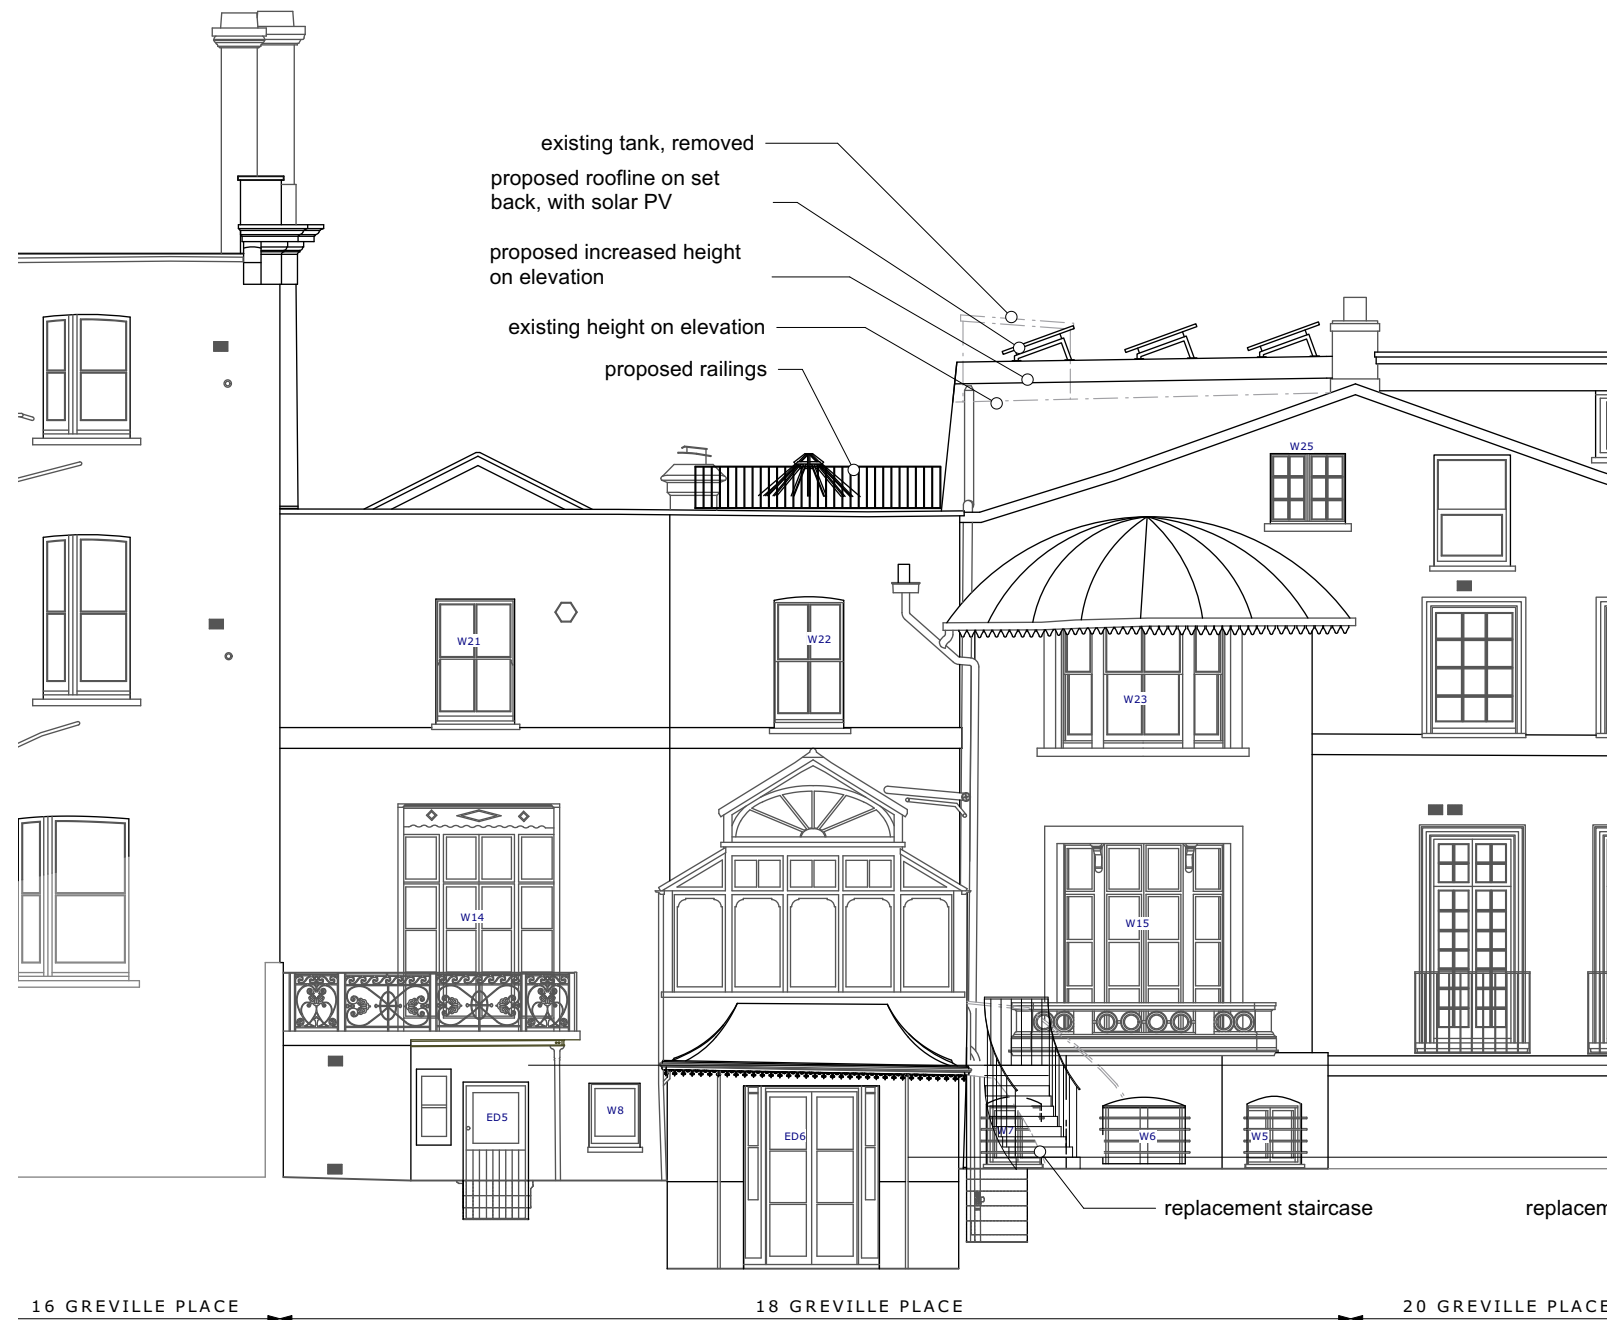 existing tank, removed
proposed roofline on set
back, with solar PV
proposed increased height
on elevation
existing height on elevation
proposed railings
W25
W21
W22
W23
W14
W15
ED5
W8
ED6
W7
W6
W5
replacement staircase
replacem
16 GREVILLE PLACE
18 GREVILLE PLACE
20 GREVILLE PLACE